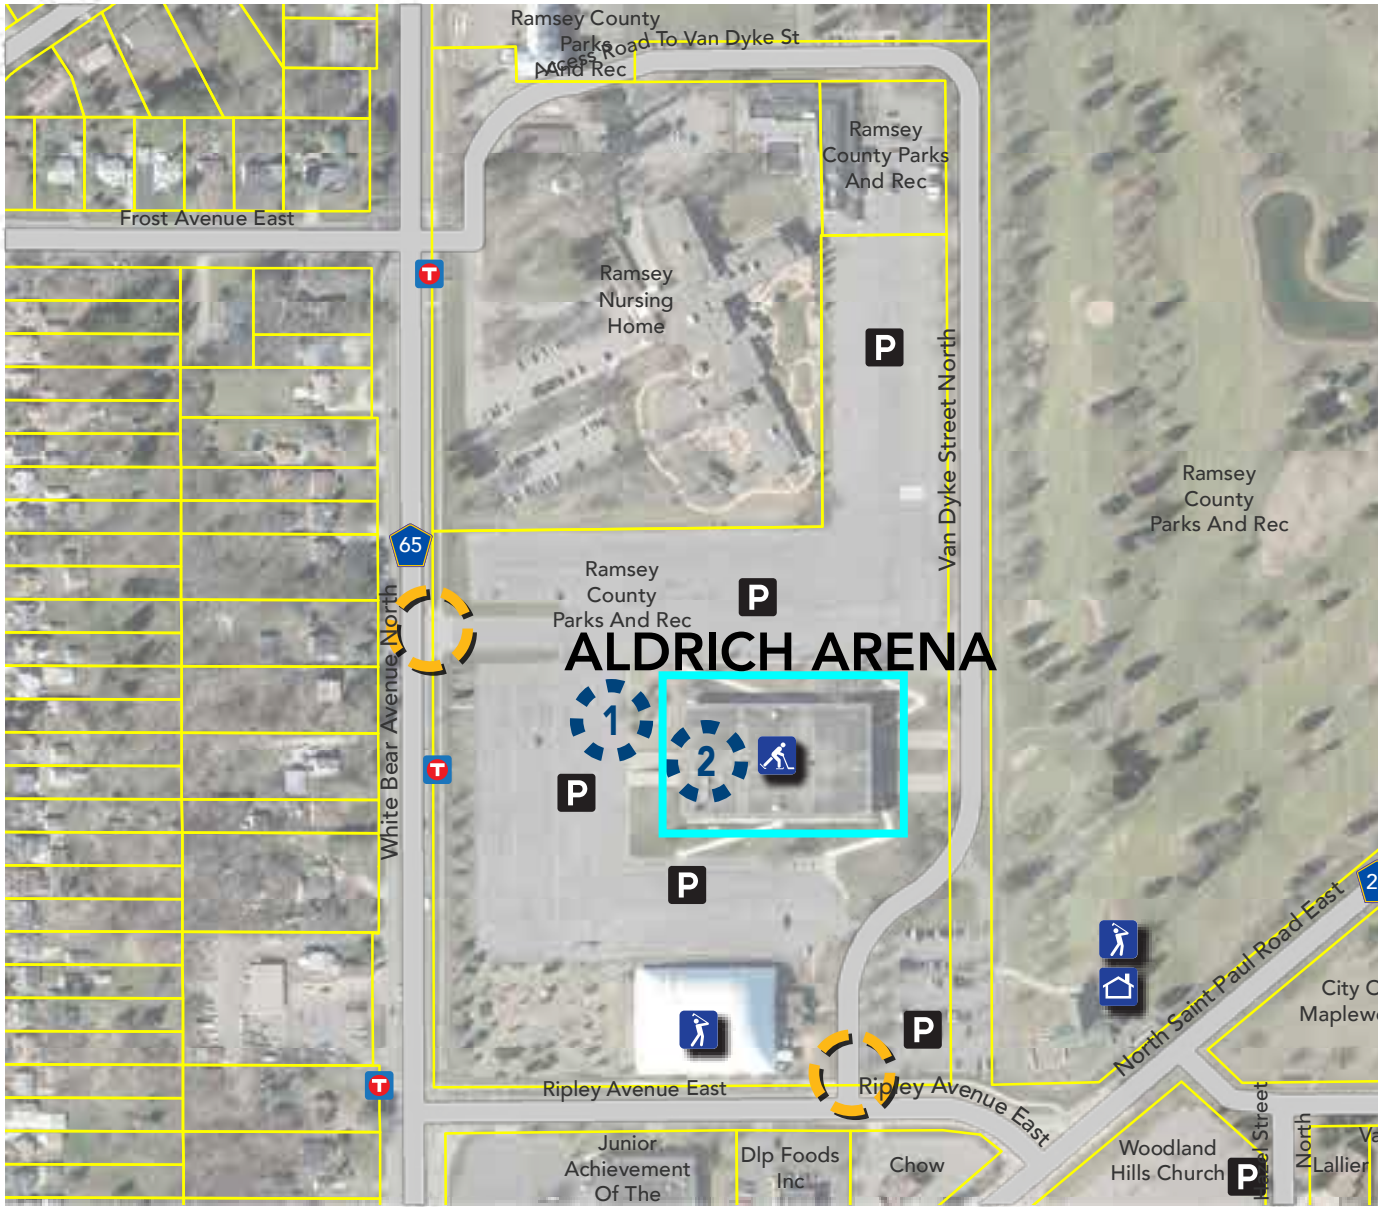 Ramsey County
Parks
And Rec
Access Road To Van Dyke St
Ramsey
County Parks
And Rec
Frost Avenue East
T
Ramsey
Nursing
Home
P
Van Dyke Street North
Ramsey
County
Parks And Rec
65
Ramsey
County
Parks And Rec
P
ALDRICH ARENA
White Bear Avenue North
1
2
T
P
P
2
North Saint Paul Road East
City
Maplew
P
T
Ripley Avenue East
Ripley Avenue East
Junior
Achievement
Of The
Dlp Foods
Inc
Chow
Woodland
Hills Church
P
Hazel Street
North
Va
Lallier